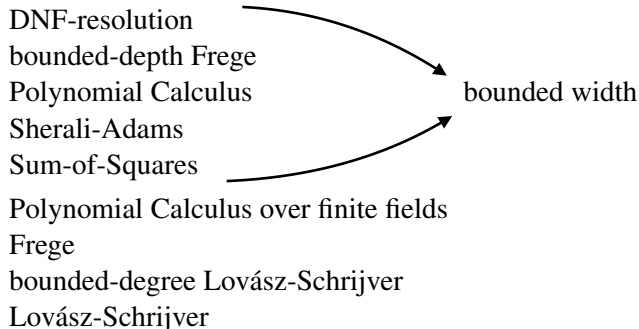 DNF-resolution
bounded-depth Frege
Polynomial Calculus
bounded width
Sherali-Adams
Sum-of-Squares
Polynomial Calculus over finite fields
Frege
bounded-degree Lovász-Schrijver
Lovász-Schrijver